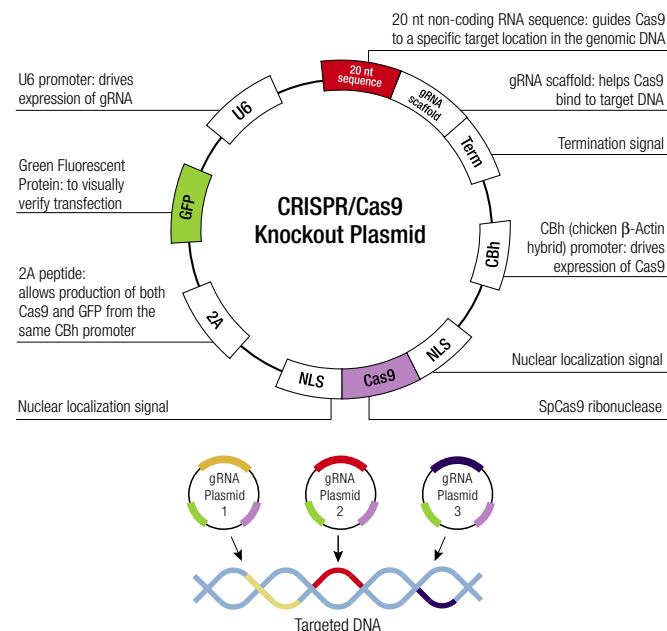 20 nt non-coding RNA sequence: guides Cas9
to a specific target location in the genomic DNA
U6 promoter: drives
expression of gRNA
20 nt
sequence
gRNA
scaffold
gRNA scaffold: helps Cas9
bind to target DNA
U6
Term
Termination signal
Green Fluorescent
Protein: to visually
verify transfection
GFP
CRISPR/Cas9
Knockout Plasmid
CBh
CBh (chicken β-Actin
hybrid) promoter: drives
expression of Cas9
2A peptide:
allows production of both
Cas9 and GFP from the
same CBh promoter
2A
NLS
Cas9
NLS
Nuclear localization signal
Nuclear localization signal
SpCas9 ribonuclease
gRNA
Plasmid
1
gRNA
Plasmid
2
gRNA
Plasmid
3
Targeted DNA